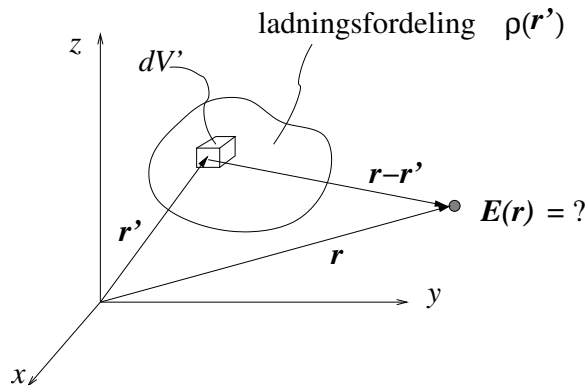 ladningsfordeling ρ(r')
z
dV'
r–r'
E(r) = ?
r'
r
y
x